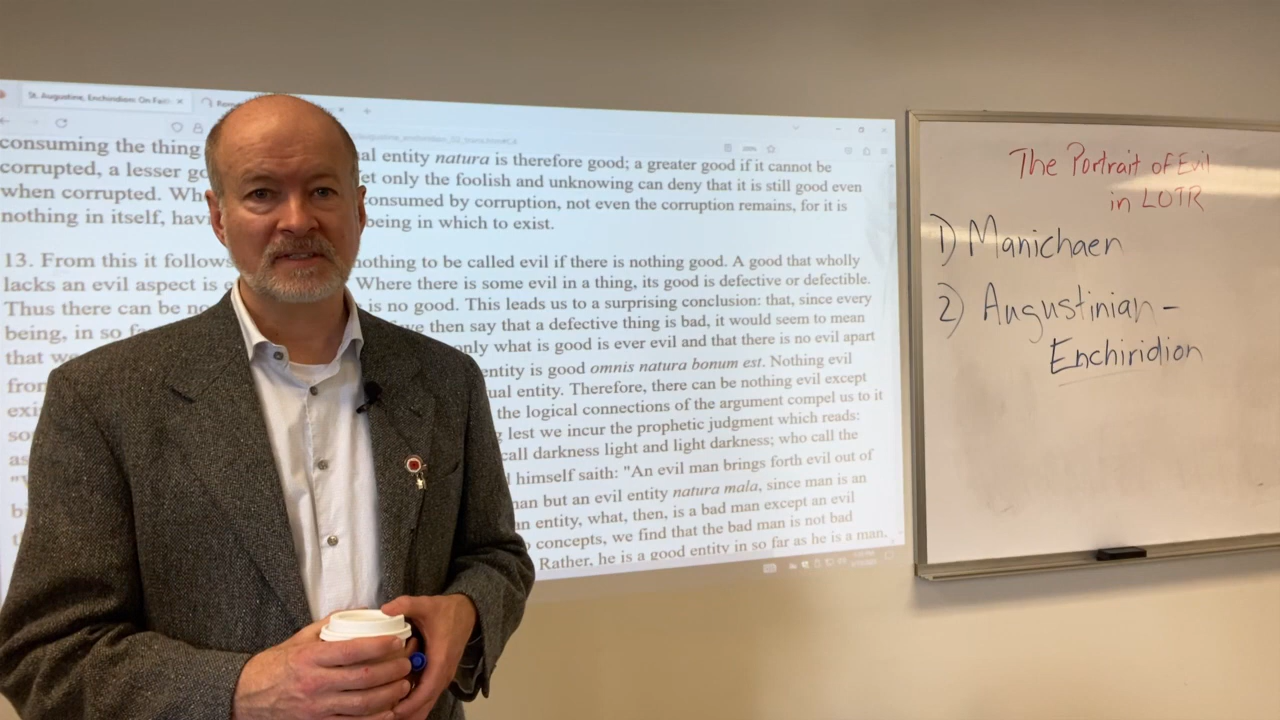 St. Augustine, Enchiridion: On Faith
consuming the thing
al entity natura is therefore good; a greater good if it cannot be
corrupted, a lesser
et only the foolish and unknowing can deny that it is still good even
when corrupted.
consumed by corruption, not even the corruption remains, for it is
nothing in itself,
being in which to exist.
13. From this it follows
nothing to be called evil if there is nothing good. A good that wholly
lacks an evil aspect is
Where there is some evil in a thing, its good is defective or defectible.
Thus there can be no
is no good. This leads us to a surprising conclusion: that, since every
being, in so
we then say that a defective thing is bad, it would seem to mean
that we
only what is good is ever evil and that there is no evil apart
entity is good omnis natura bonum est. Nothing evil
ual entity. Therefore, there can be nothing evil except
so
the logical connections of the argument compel us to it
as
lest we incur the prophetic judgment which reads:
call darkness light and light darkness; who call the
himself saith: "An evil man brings forth evil out of
man but an evil entity natura mala, since man is an
an entity, what, then, is a bad man except an evil
concepts, we find that the bad man is not bad
Rather, he is a good entity in so far as he is a man.
The Portrait of Evil
in LOTR
1) Manichaen
2) Augustinian -
Enchiridion